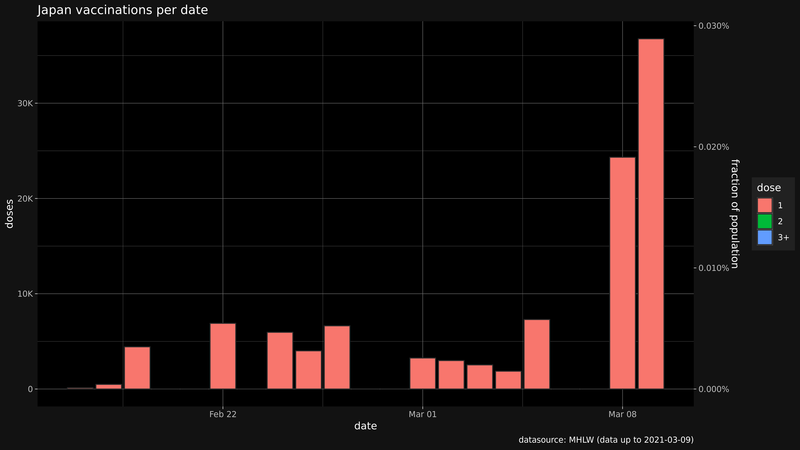 Japan vaccinations per date
30K
20K
10K
0
doses
0.030%
0.020%
0.010%
0.000%
fraction of population
dose
1
2
3+
Feb 22
Mar 01
Mar 08
date
datasource: MHLW (data up to 2021-03-09)